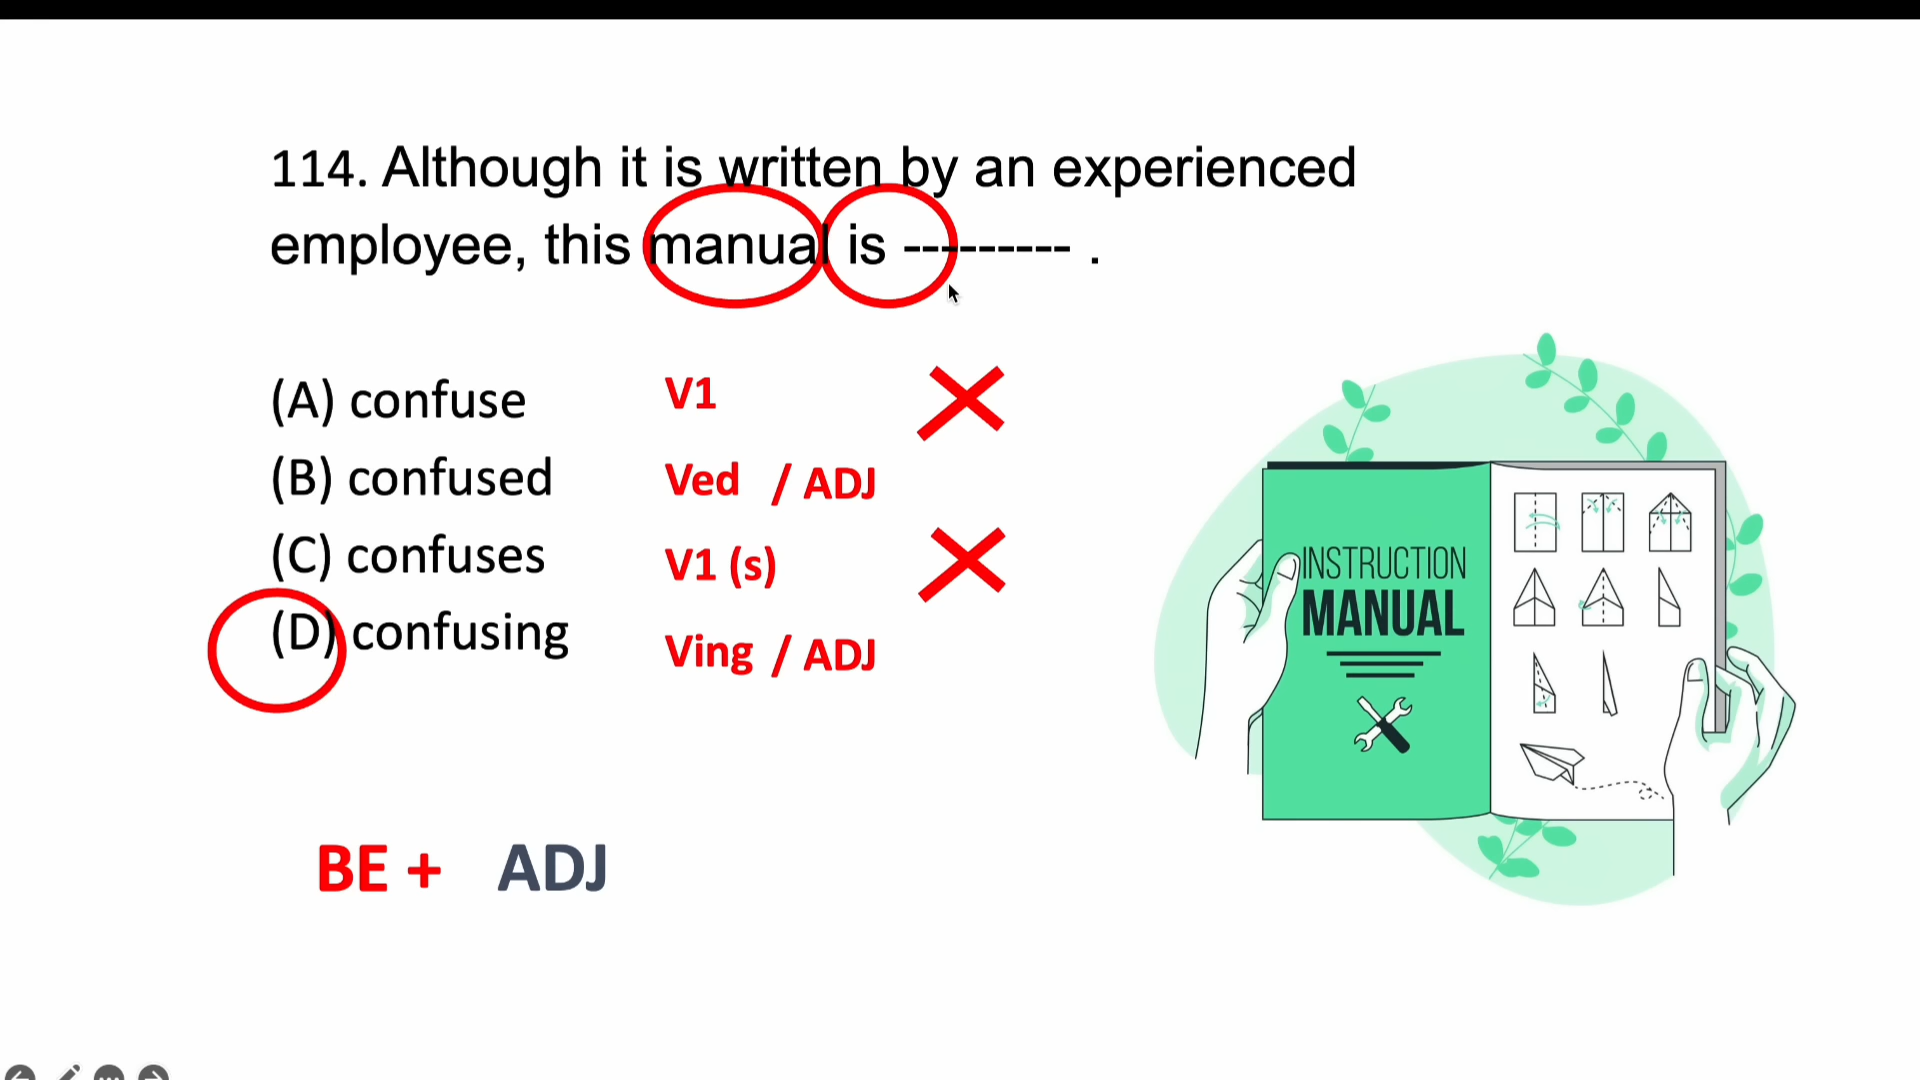 114. Although it is written by an experienced
employee, this manual is --------- .
(A) confuse V1
(B) confused Ved / ADJ
(C) confuses V1 (s)
(D) confusing Ving / ADJ
INSTRUCTION
MANUAL
BE + ADJ